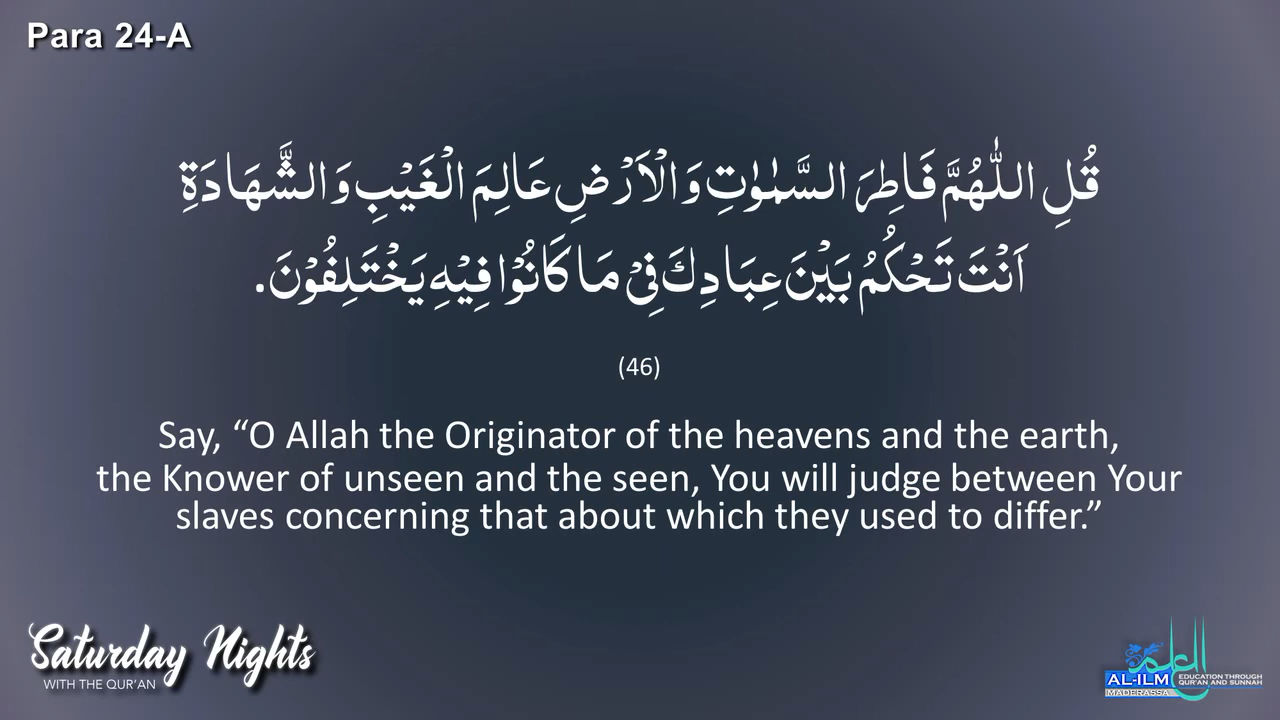 Para 24-A
قُلِ اللّٰهُمَّ فَاطِرَ السَّمٰوٰتِ وَالْاَرْضِ عَالِمَ الْغَيْبِ وَالشَّهَادَةِ
اَنْتَ تَحْكُمُ بَيْنَ عِبَادِكَ فِىْ مَا كَانُوْا فِيْهِ يَخْتَلِفُوْنَ.
(46)
Say, “O Allah the Originator of the heavens and the earth,
the Knower of unseen and the seen, You will judge between Your
slaves concerning that about which they used to differ.”
Saturday Nights
WITH THE QUR'AN
العلم
AL-ILM
MADERASSA
EDUCATION THROUGH
QUR'AN AND SUNNAH